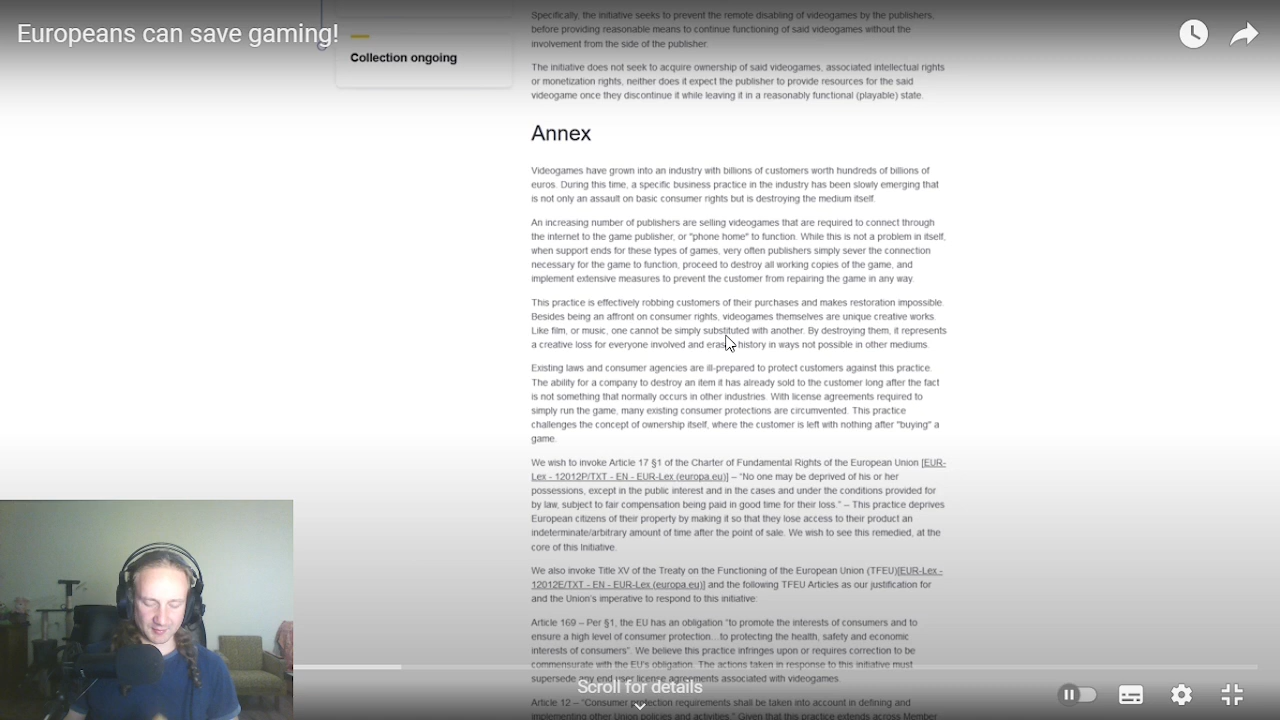 Europeans can save gaming!
Collection ongoing
Specifically, the initiative seeks to prevent the remote disabling of videogames by the publishers,
before providing reasonable means to continue functioning of said videogames without the
involvement from the side of the publisher.
The initiative does not seek to acquire ownership of said videogames, associated intellectual rights
or monetization rights, neither does it expect the publisher to provide resources for the said
videogame once they discontinue it while leaving it in a reasonably functional (playable) state.
Annex
Videogames have grown into an industry with billions of customers worth hundreds of billions of
euros. During this time, a specific business practice in the industry has been slowly emerging that
is not only an assault on basic consumer rights but is destroying the medium itself.
An increasing number of publishers are selling videogames that are required to connect through
the internet to the game publisher, or "phone home" to function. While this is not a problem in itself,
when support ends for these types of games, very often publishers simply sever the connection
necessary for the game to function, proceed to destroy all working copies of the game, and
implement extensive measures to prevent the customer from repairing the game in any way.
This practice is effectively robbing customers of their purchases and makes restoration impossible.
Besides being an affront on consumer rights, videogames themselves are unique creative works.
Like film, or music, one cannot be simply substituted with another. By destroying them, it represents
a creative loss for everyone involved and erases history in ways not possible in other mediums.
Existing laws and consumer agencies are ill-prepared to protect customers against this practice.
The ability for a company to destroy an item it has already sold to the customer long after the fact
is not something that normally occurs in other industries. With license agreements required to
simply run the game, many existing consumer protections are circumvented. This practice
challenges the concept of ownership itself, where the customer is left with nothing after "buying" a
game.
We wish to invoke Article 17 §1 of the Charter of Fundamental Rights of the European Union [EUR-
Lex - 12012P/TXT - EN - EUR-Lex (europa.eu)] – “No one may be deprived of his or her
possessions, except in the public interest and in the cases and under the conditions provided for
by law, subject to fair compensation being paid in good time for their loss.” – This practice deprives
European citizens of their property by making it so that they lose access to their product an
indeterminate/arbitrary amount of time after the point of sale. We wish to see this remedied, at the
core of this Initiative.
We also invoke Title XV of the Treaty on the Functioning of the European Union (TFEU)[EUR-Lex -
12012E/TXT - EN - EUR-Lex (europa.eu)] and the following TFEU Articles as our justification for
and the Union’s imperative to respond to this initiative:
Article 169 – Per §1, the EU has an obligation “to promote the interests of consumers and to
ensure a high level of consumer protection…to protecting the health, safety and economic
interests of consumers”. We believe this practice infringes upon or requires correction to be
commensurate with the EU's obligation. The actions taken in response to this initiative must
supersede any end user license agreements associated with videogames.
Scroll for details
Article 12 – “Consumer protection requirements shall be taken into account in defining and
implementing other Union policies and activities.” Given that this practice extends across Member